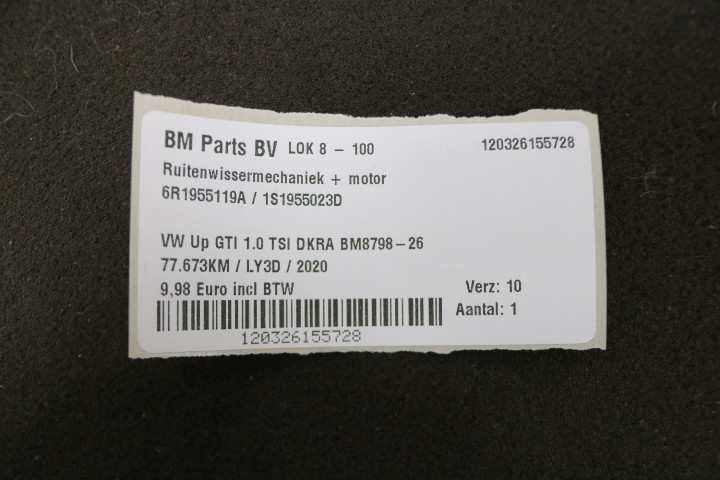 BM Parts BV LOK 8 - 100 120326155728
Ruitenwissermechaniek + motor
6R1955119A / 1S1955023D
VW Up GTI 1.0 TSI DKRA BM8798-26
77.673KM / LY3D / 2020
9,98 Euro incl BTW Verz: 10
Aantal: 1
120326155728